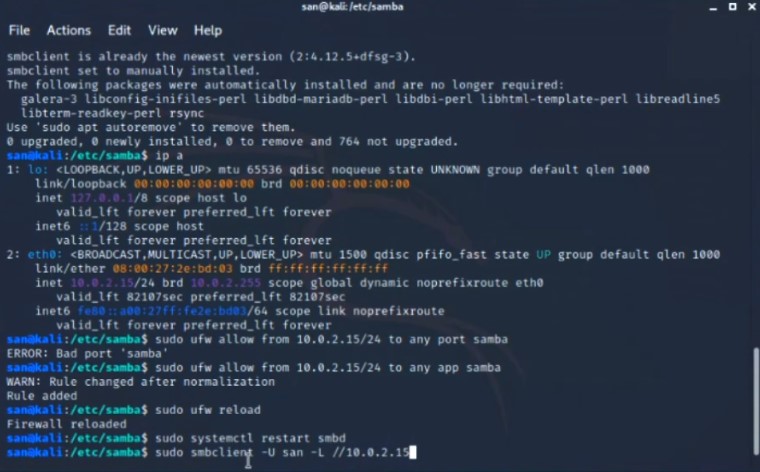 san@kali: /etc/samba
File Actions Edit View Help
smbclient is already the newest version (2:4.12.5+dfsg-3).
smbclient set to manually installed.
The following packages were automatically installed and are no longer required:
  galera-3 libconfig-inifiles-perl libdbd-mariadb-perl libdbi-perl libhtml-template-perl libreadline5
  libterm-readkey-perl rsync
Use 'sudo apt autoremove' to remove them.
0 upgraded, 0 newly installed, 0 to remove and 764 not upgraded.
san@kali:/etc/samba$ ip a
1: lo: <LOOPBACK,UP,LOWER_UP> mtu 65536 qdisc noqueue state UNKNOWN group default qlen 1000
    link/loopback 00:00:00:00:00:00 brd 00:00:00:00:00:00
    inet 127.0.0.1/8 scope host lo
       valid_lft forever preferred_lft forever
    inet6 ::1/128 scope host
       valid_lft forever preferred_lft forever
2: eth0: <BROADCAST,MULTICAST,UP,LOWER_UP> mtu 1500 qdisc pfifo_fast state UP group default qlen 1000
    link/ether 08:00:27:2e:bd:03 brd ff:ff:ff:ff:ff:ff
    inet 10.0.2.15/24 brd 10.0.2.255 scope global dynamic noprefixroute eth0
       valid_lft 82107sec preferred_lft 82107sec
    inet6 fe80::a00:27ff:fe2e:bd03/64 scope link noprefixroute
       valid_lft forever preferred_lft forever
san@kali:/etc/samba$ sudo ufw allow from 10.0.2.15/24 to any port samba
ERROR: Bad port 'samba'
san@kali:/etc/samba$ sudo ufw allow from 10.0.2.15/24 to any app samba
WARN: Rule changed after normalization
Rule added
san@kali:/etc/samba$ sudo ufw reload
Firewall reloaded
san@kali:/etc/samba$ sudo systemctl restart smbd
san@kali:/etc/samba$ sudo smbclient -U san -L //10.0.2.15